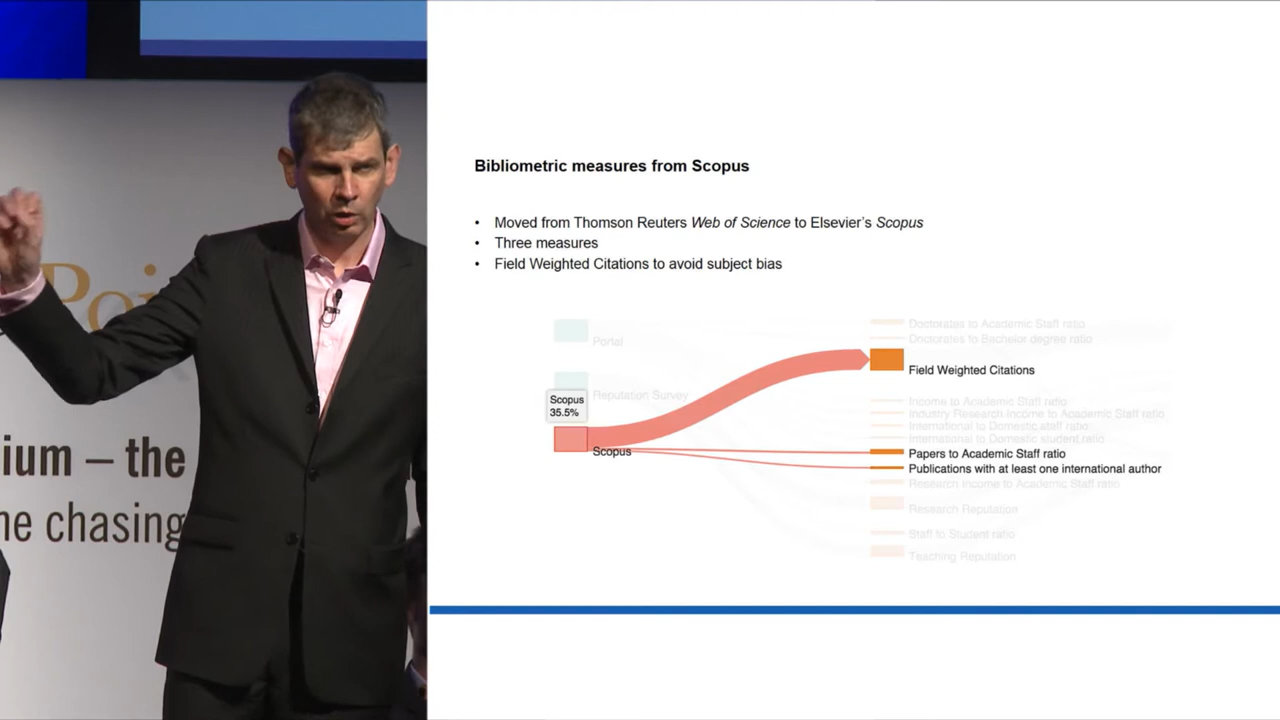 Poi
ium – the
ne chasing
Bibliometric measures from Scopus
• Moved from Thomson Reuters Web of Science to Elsevier's Scopus
• Three measures
• Field Weighted Citations to avoid subject bias
Portal
Reputation Survey
Scopus
35.5%
Scopus
Doctorates to Academic Staff ratio
Doctorates to Bachelor degree ratio
Field Weighted Citations
Income to Academic Staff ratio
Industry Research Income to Academic Staff ratio
International to Domestic staff ratio
International to Domestic student ratio
Papers to Academic Staff ratio
Publications with at least one international author
Research Income to Academic Staff ratio
Research Reputation
Staff to Student ratio
Teaching Reputation